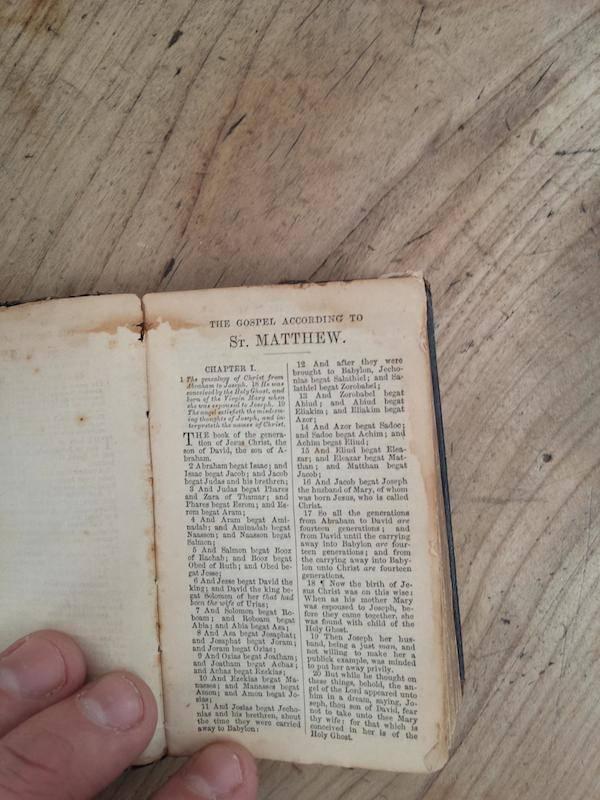 THE GOSPEL ACCORDING TO
ST. MATTHEW.
CHAPTER I.
1 The genealogy of Christ from
Abraham to Joseph. 18 He was
conceived by the Holy Ghost, and
born of the Virgin Mary when
she was espoused to Joseph. 19
The angel satisfieth the misdeem-
ing thoughts of Joseph, and in-
terpreteth the names of Christ.
THE book of the genera-
tion of Jesus Christ, the
son of David, the son of A-
braham.
2 Abraham begat Isaac; and
Isaac begat Jacob; and Jacob
begat Judas and his brethren;
3 And Judas begat Phares
and Zara of Thamar; and
Phares begat Esrom; and Es-
rom begat Aram;
4 And Aram begat Ami-
nadab; and Aminadab begat
Naasson; and Naasson begat
Salmon;
5 And Salmon begat Booz
of Rachab; and Booz begat
Obed of Ruth; and Obed be-
gat Jesse;
6 And Jesse begat David the
king; and David the king be-
gat Solomon of her that had
been the wife of Urias;
7 And Solomon begat Ro-
boam; and Roboam begat
Abia; and Abia begat Asa;
8 And Asa begat Josaphat;
and Josaphat begat Joram;
and Joram begat Ozias;
9 And Ozias begat Joatham;
and Joatham begat Achaz;
and Achaz begat Ezekias;
10 And Ezekias begat Ma-
nasses; and Manasses begat
Amon; and Amon begat Jo-
sias;
11 And Josias begat Jecho-
nias and his brethren, about
the time they were carried
away to Babylon:
12 And after they were
brought to Babylon, Jecho-
nias begat Salathiel; and Sa-
lathiel begat Zorobabel;
13 And Zorobabel begat
Abiud; and Abiud begat
Eliakim; and Eliakim begat
Azor;
14 And Azor begat Sadoc;
and Sadoc begat Achim; and
Achim begat Eliud;
15 And Eliud begat Elea-
zar; and Eleazar begat Mat-
than; and Matthan begat
Jacob;
16 And Jacob begat Joseph
the husband of Mary, of whom
was born Jesus, who is called
Christ.
17 So all the generations
from Abraham to David are
fourteen generations; and
from David until the carrying
away into Babylon are four-
teen generations; and from
the carrying away into Baby-
lon unto Christ are fourteen
generations.
18 ¶ Now the birth of Je-
sus Christ was on this wise:
When as his mother Mary
was espoused to Joseph, be-
fore they came together, she
was found with child of the
Holy Ghost.
19 Then Joseph her hus-
band, being a just man, and
not willing to make her a
publick example, was minded
to put her away privily.
20 But while he thought on
these things, behold, the an-
gel of the Lord appeared unto
him in a dream, saying, Jo-
seph, thou son of David, fear
not to take unto thee Mary
thy wife: for that which is
conceived in her is of the
Holy Ghost.